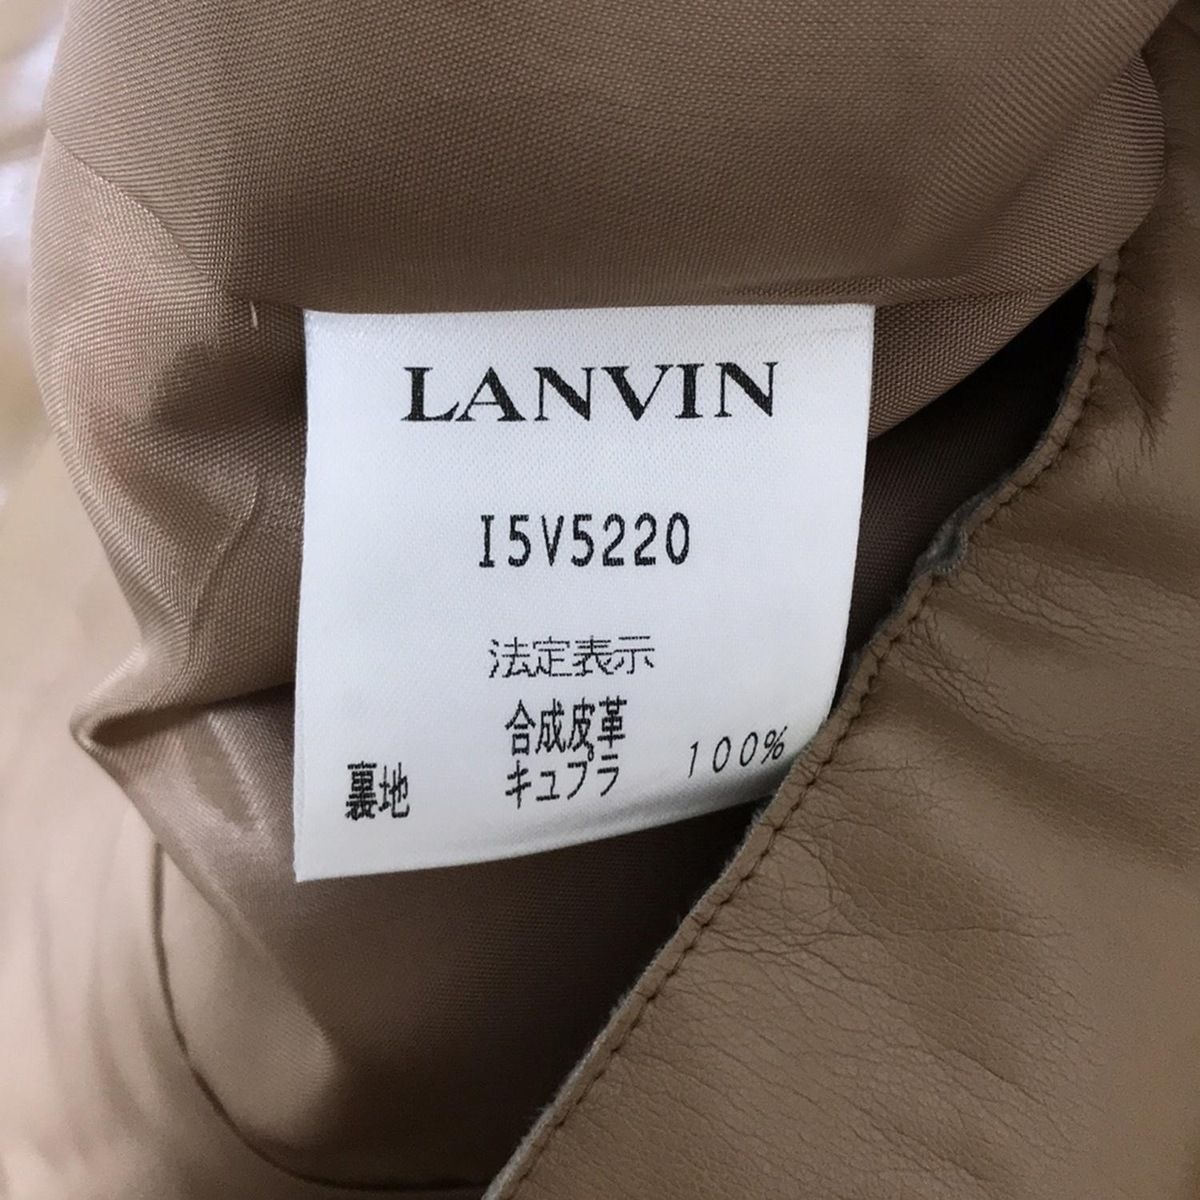 LANVIN
I5V5220
法定表示
合成皮革
裏地 キュプラ 100%